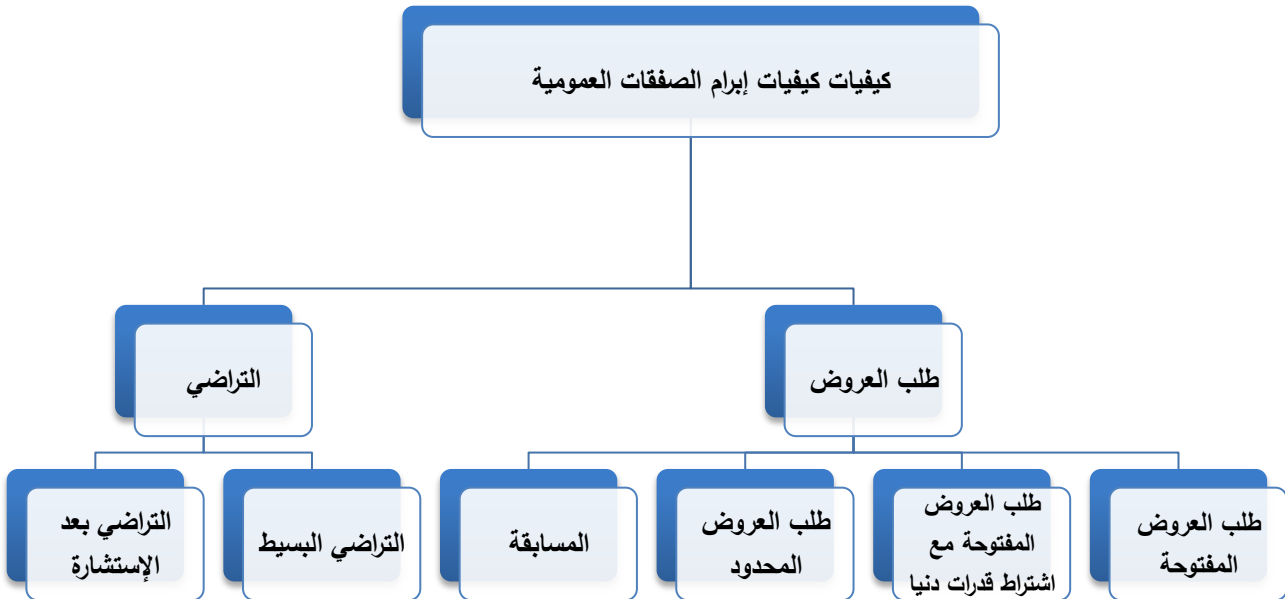 كيفيات كيفيات إبرام الصفقات العمومية
طلب العروض
التراضي
طلب العروض
المفتوحة
طلب العروض
المفتوحة مع
اشتراط قدرات دنيا
طلب العروض
المحدود
المسابقة
التراضي البسيط
التراضي بعد
الإستشارة